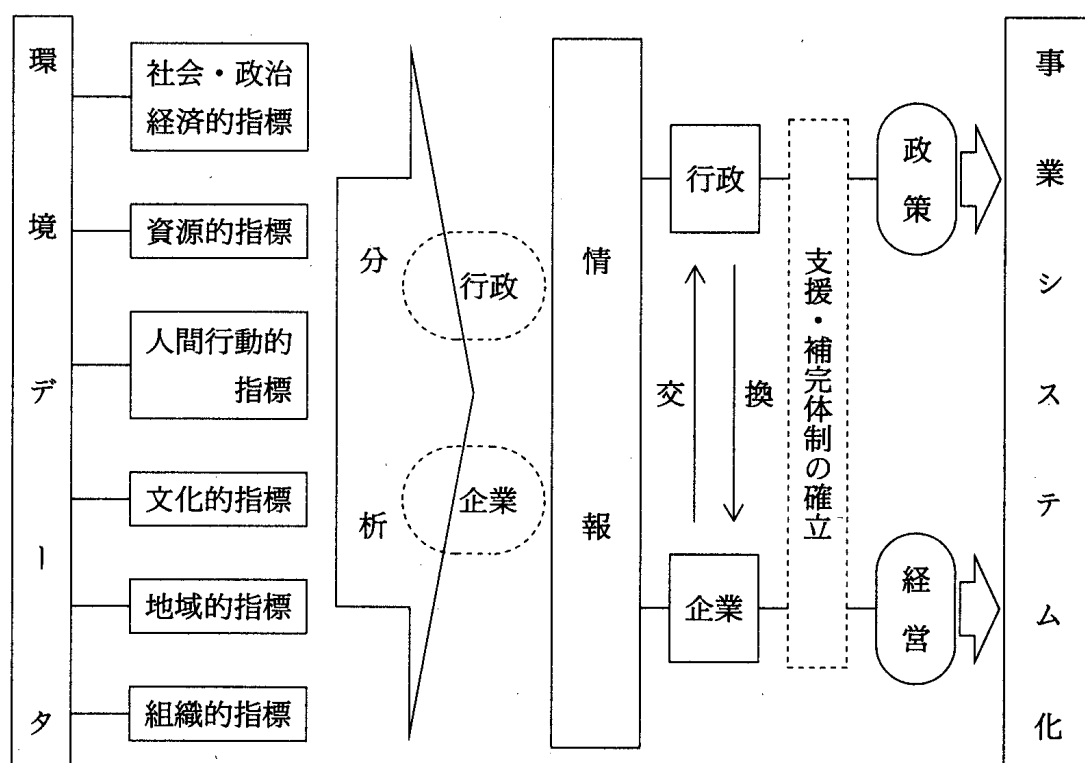 環境データ
社会・政治
経済的指標
資源的指標
人間行動的
指標
文化的指標
地域的指標
組織的指標
分析
行政
企業
情報
行政
交換
企業
支援・補完体制の確立
政策
経営
事業システム化